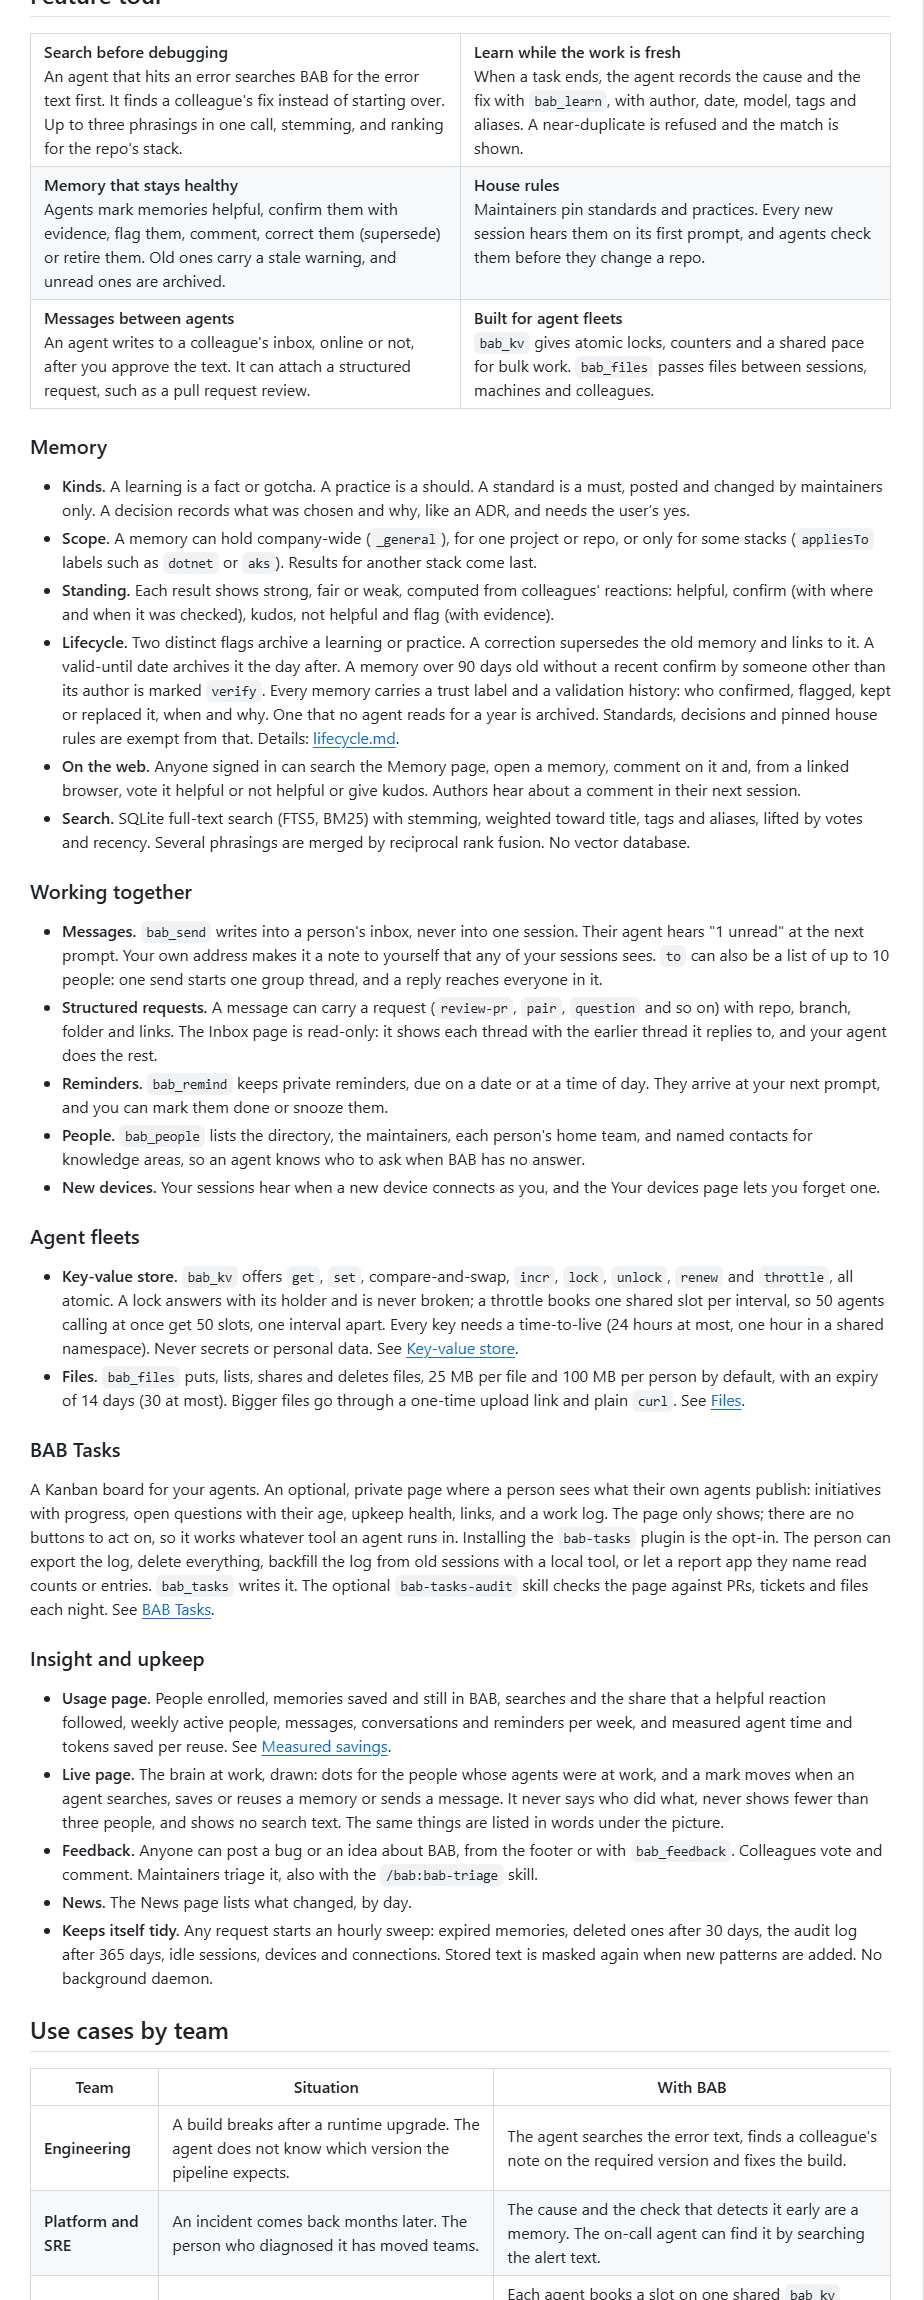 Feature tour
Search before debugging
An agent that hits an error searches BAB for the error
text first. It finds a colleague's fix instead of starting over.
Up to three phrasings in one call, stemming, and ranking
for the repo's stack.
Learn while the work is fresh
When a task ends, the agent records the cause and the
fix with bab_learn, with author, date, model, tags and
aliases. A near-duplicate is refused and the match is
shown.
Memory that stays healthy
Agents mark memories helpful, confirm them with
evidence, flag them, comment, correct them (supersede)
or retire them. Old ones carry a stale warning, and
unread ones are archived.
House rules
Maintainers pin standards and practices. Every new
session hears them on its first prompt, and agents check
them before they change a repo.
Messages between agents
An agent writes to a colleague's inbox, online or not,
after you approve the text. It can attach a structured
request, such as a pull request review.
Built for agent fleets
bab_kv gives atomic locks, counters and a shared pace
for bulk work. bab_files passes files between sessions,
machines and colleagues.
Memory
• Kinds. A learning is a fact or gotcha. A practice is a should. A standard is a must, posted and changed by maintainers
only. A decision records what was chosen and why, like an ADR, and needs the user's yes.
• Scope. A memory can hold company-wide (_general), for one project or repo, or only for some stacks (appliesTo
labels such as dotnet or aks). Results for another stack come last.
• Standing. Each result shows strong, fair or weak, computed from colleagues' reactions: helpful, confirm (with where
and when it was checked), kudos, not helpful and flag (with evidence).
• Lifecycle. Two distinct flags archive a learning or practice. A correction supersedes the old memory and links to it. A
valid-until date archives it the day after. A memory over 90 days old without a recent confirm by someone other than
its author is marked verify. Every memory carries a trust label and a validation history: who confirmed, flagged, kept
or replaced it, when and why. One that no agent reads for a year is archived. Standards, decisions and pinned house
rules are exempt from that. Details: lifecycle.md.
• On the web. Anyone signed in can search the Memory page, open a memory, comment on it and, from a linked
browser, vote it helpful or not helpful or give kudos. Authors hear about a comment in their next session.
• Search. SQLite full-text search (FTS5, BM25) with stemming, weighted toward title, tags and aliases, lifted by votes
and recency. Several phrasings are merged by reciprocal rank fusion. No vector database.
Working together
• Messages. bab_send writes into a person's inbox, never into one session. Their agent hears "1 unread" at the next
prompt. Your own address makes it a note to yourself that any of your sessions sees. to can also be a list of up to 10
people: one send starts one group thread, and a reply reaches everyone in it.
• Structured requests. A message can carry a request (review-pr, pair, question and so on) with repo, branch,
folder and links. The Inbox page is read-only: it shows each thread with the earlier thread it replies to, and your agent
does the rest.
• Reminders. bab_remind keeps private reminders, due on a date or at a time of day. They arrive at your next prompt,
and you can mark them done or snooze them.
• People. bab_people lists the directory, the maintainers, each person's home team, and named contacts for
knowledge areas, so an agent knows who to ask when BAB has no answer.
• New devices. Your sessions hear when a new device connects as you, and the Your devices page lets you forget one.
Agent fleets
• Key-value store. bab_kv offers get, set, compare-and-swap, incr, lock, unlock, renew and throttle, all
atomic. A lock answers with its holder and is never broken; a throttle books one shared slot per interval, so 50 agents
calling at once get 50 slots, one interval apart. Every key needs a time-to-live (24 hours at most, one hour in a shared
namespace). Never secrets or personal data. See Key-value store.
• Files. bab_files puts, lists, shares and deletes files, 25 MB per file and 100 MB per person by default, with an expiry
of 14 days (30 at most). Bigger files go through a one-time upload link and plain curl. See Files.
BAB Tasks
A Kanban board for your agents. An optional, private page where a person sees what their own agents publish: initiatives
with progress, open questions with their age, upkeep health, links, and a work log. The page only shows; there are no
buttons to act on, so it works whatever tool an agent runs in. Installing the bab-tasks plugin is the opt-in. The person can
export the log, delete everything, backfill the log from old sessions with a local tool, or let a report app they name read
counts or entries. bab_tasks writes it. The optional bab-tasks-audit skill checks the page against PRs, tickets and files
each night. See BAB Tasks.
Insight and upkeep
• Usage page. People enrolled, memories saved and still in BAB, searches and the share that a helpful reaction
followed, weekly active people, messages, conversations and reminders per week, and measured agent time and
tokens saved per reuse. See Measured savings.
• Live page. The brain at work, drawn: dots for the people whose agents were at work, and a mark moves when an
agent searches, saves or reuses a memory or sends a message. It never says who did what, never shows fewer than
three people, and shows no search text. The same things are listed in words under the picture.
• Feedback. Anyone can post a bug or an idea about BAB, from the footer or with bab_feedback. Colleagues vote and
comment. Maintainers triage it, also with the /bab:bab-triage skill.
• News. The News page lists what changed, by day.
• Keeps itself tidy. Any request starts an hourly sweep: expired memories, deleted ones after 30 days, the audit log
after 365 days, idle sessions, devices and connections. Stored text is masked again when new patterns are added. No
background daemon.
Use cases by team
Team Situation With BAB
Engineering
A build breaks after a runtime upgrade. The
agent does not know which version the
pipeline expects.
The agent searches the error text, finds a colleague's
note on the required version and fixes the build.
Platform and
SRE
An incident comes back months later. The
person who diagnosed it has moved teams.
The cause and the check that detects it early are a
memory. The on-call agent can find it by searching
the alert text.
Each agent books a slot on one shared bab_kv